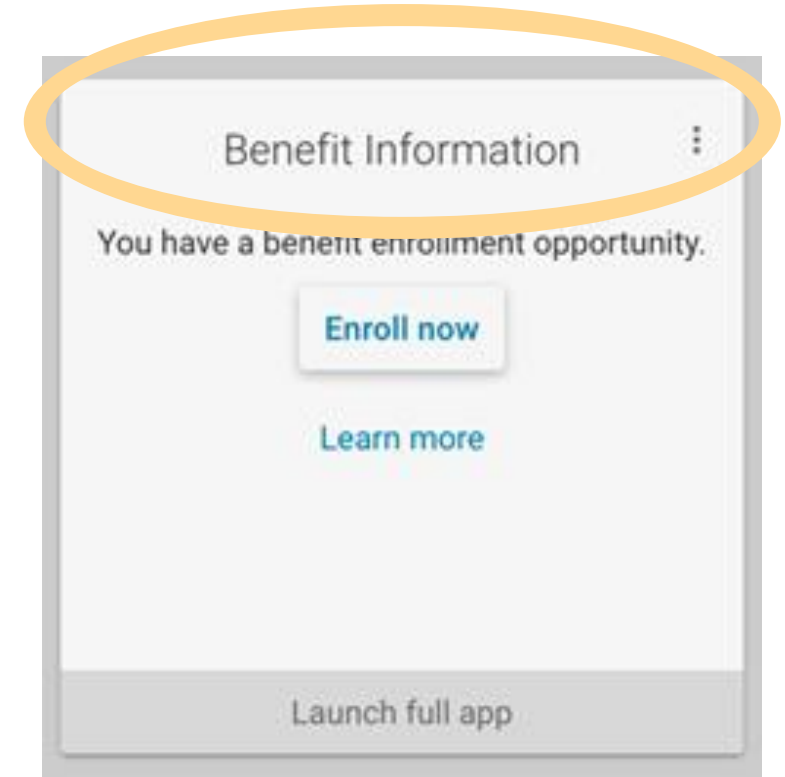 Benefit Information
You have a benefit enrollment opportunity.
Enroll now
Learn more
Launch full app